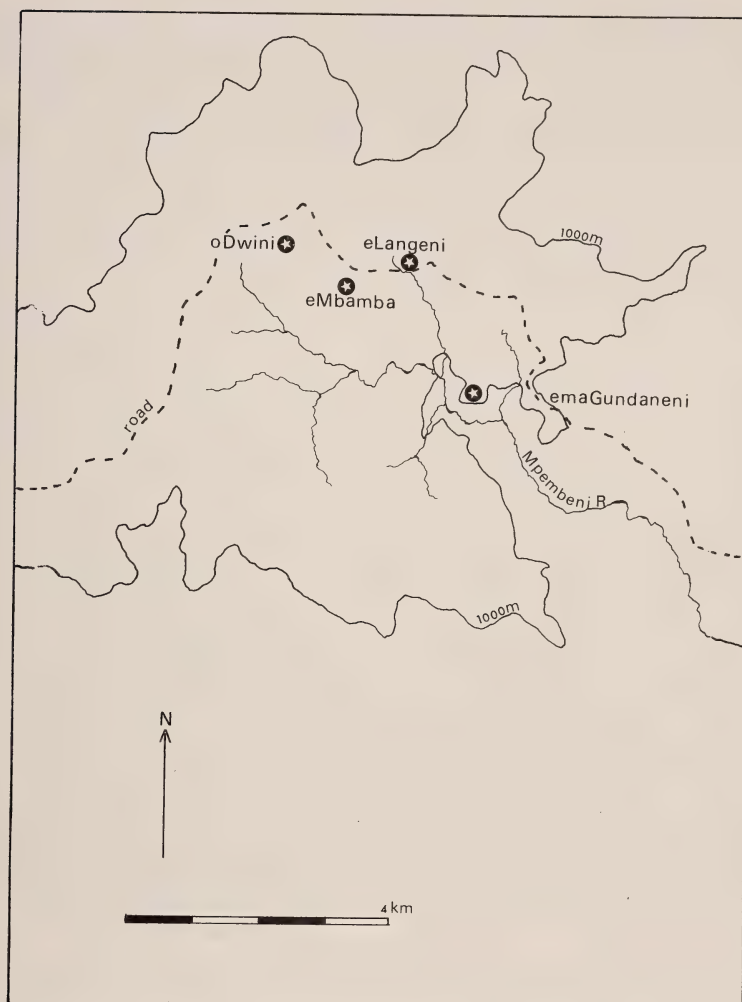 1000m
oDwini
eLangeni
eMbamba
road
emaGundaneni
Mpembeni R
1000m
N
4 km